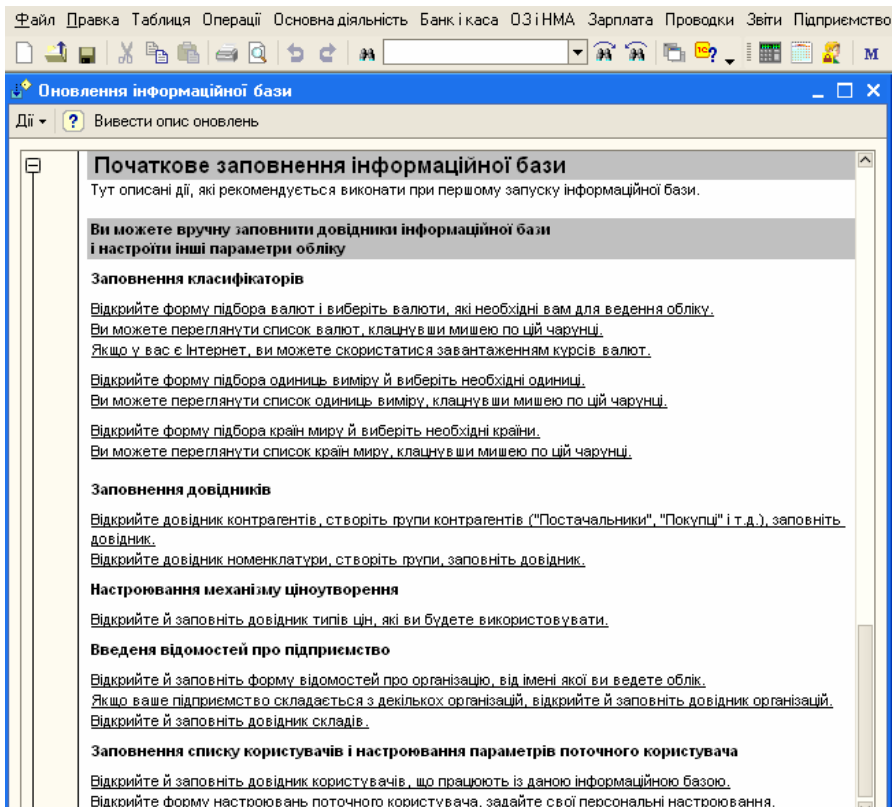 Файл Правка Таблиця Операції Основна діяльність Банк і каса ОЗ і НМА Зарплата Проводки Звіти Підприємство
М
Оновлення інформаційної бази
Дії Вивести опис оновлень
Початкове заповнення інформаційної бази
Тут описані дії, які рекомендується виконати при першому запуску інформаційної бази.
Ви можете вручну заповнити довідники інформаційної бази
і настроїти інші параметри обліку
Заповнення класифікаторів
Відкрийте форму підбора валют і виберіть валюти, які необхідні вам для ведення обліку.
Ви можете переглянути список валют, клацнувши мишею по цій чарунці.
Якщо у вас є Інтернет, ви можете скористатися завантаженням курсів валют.
Відкрийте форму підбора одиниць виміру й виберіть необхідні одиниці.
Ви можете переглянути список одиниць виміру, клацнувши мишею по цій чарунці.
Відкрийте форму підбора країн миру й виберіть необхідні країни.
Ви можете переглянути список країн миру, клацнувши мишею по цій чарунці.
Заповнення довідників
Відкрийте довідник контрагентів, створіть групи контрагентів ("Постачальники", "Покупці" і т.д.), заповніть
довідник.
Відкрийте довідник номенклатури, створіть групи, заповніть довідник.
Настроювання механізму ціноутворення
Відкрийте й заповніть довідник типів цін, які ви будете використовувати.
Введеня відомостей про підприємство
Відкрийте й заповніть форму відомостей про організацію, від імені якої ви ведете облік.
Якщо ваше підприємство складається з декількох організацій, відкрийте й заповніть довідник організацій.
Відкрийте й заповніть довідник складів.
Заповнення списку користувачів і настроювання параметрів поточного користувача
Відкрийте й заповніть довідник користувачів, що працюють із даною інформаційною базою.
Відкрийте форму настроювань поточного користувача, задайте свої персональні настроювання.